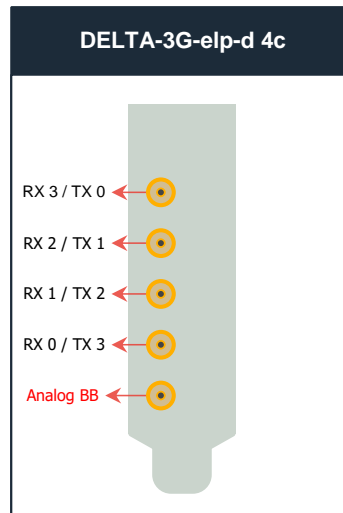 DELTA-3G-elp-d 4c
RX 3 / TX 0
RX 2 / TX 1
RX 1 / TX 2
RX 0 / TX 3
Analog BB